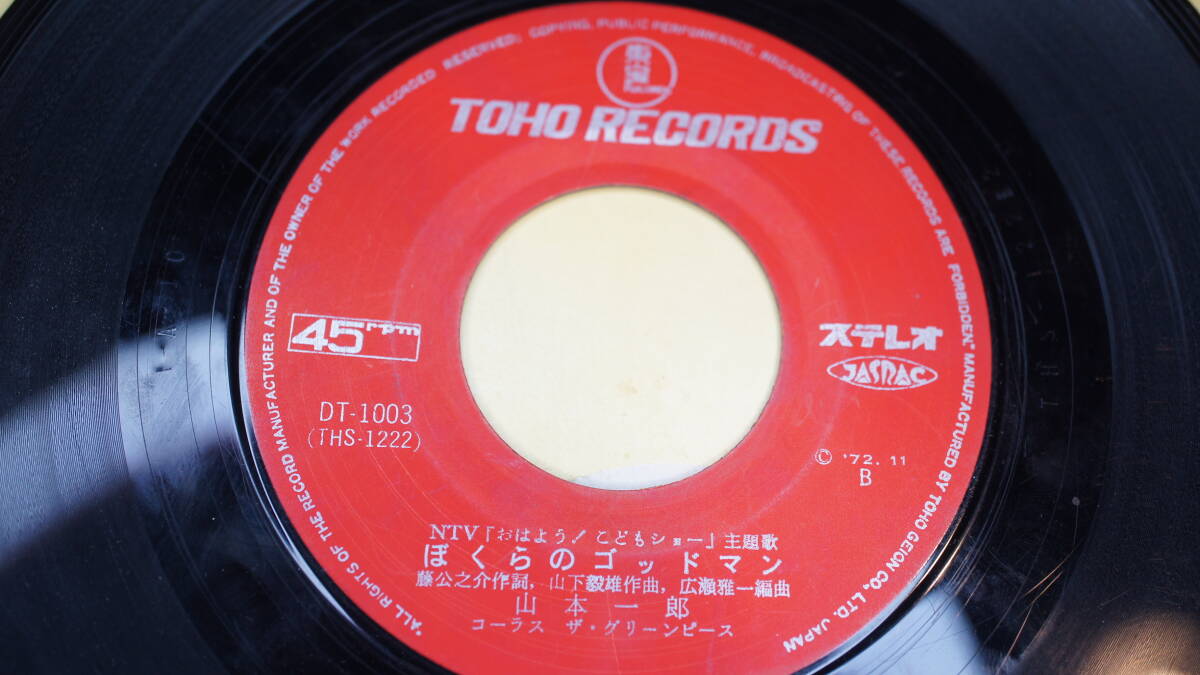 TOHO RECORDS
"ALL RIGHTS OF THE RECORD MANUFACTURER AND OF THE OWNER OF THE WORK RECORDED RESERVED; COPYING, PUBLIC PERFORMANCE, BROADCASTING OF THESE RECORDS ARE FORBIDDEN." MANUFACTURED BY TOHO GEION CO., LTD. JAPAN
45rpm
ステレオ
JASRAC
DT-1003
(THS-1222)
© '72. 11
B
NTV「おはよう!こどもショー」主題歌
ぼくらのゴッドマン
藤公之介作詞, 山下毅雄作曲, 広瀬雅一編曲
山本一郎
コーラス ザ・グリーンピース